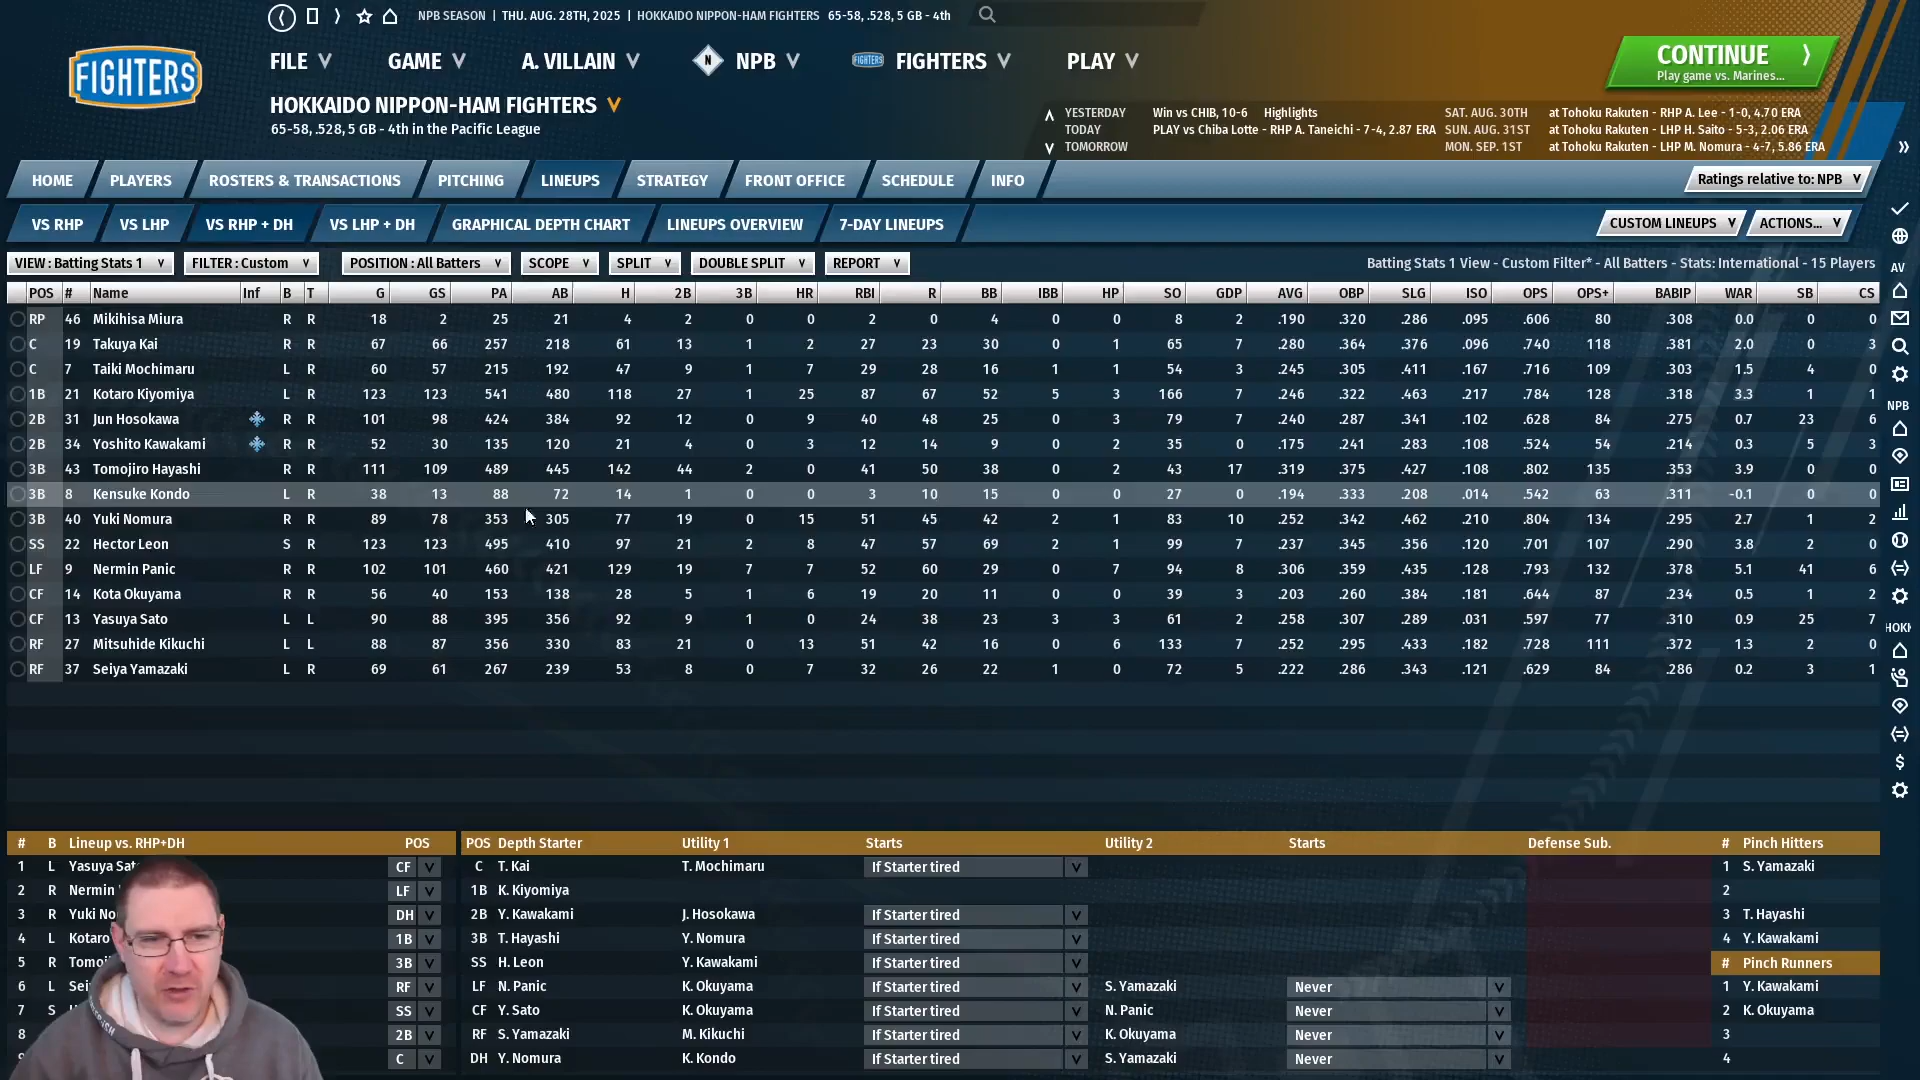 NPB SEASON | THU. AUG. 28TH, 2025 | HOKKAIDO NIPPON-HAM FIGHTERS 65-58, .528, 5 GB - 4th
FIGHTERS
FILE GAME A. VILLAIN N NPB FIGHTERS FIGHTERS PLAY
CONTINUE
Play game vs. Marines...
HOKKAIDO NIPPON-HAM FIGHTERS
65-58, .528, 5 GB - 4th in the Pacific League
YESTERDAY Win vs CHIB, 10-6 Highlights SAT. AUG. 30TH at Tohoku Rakuten - RHP A. Lee - 1-0, 4.70 ERA
TODAY PLAY vs Chiba Lotte - RHP A. Taneichi - 7-4, 2.87 ERA SUN. AUG. 31ST at Tohoku Rakuten - LHP H. Saito - 5-3, 2.06 ERA
TOMORROW MON. SEP. 1ST at Tohoku Rakuten - LHP M. Nomura - 4-7, 5.86 ERA
HOME PLAYERS ROSTERS & TRANSACTIONS PITCHING LINEUPS STRATEGY FRONT OFFICE SCHEDULE INFO Ratings relative to: NPB
VS RHP VS LHP VS RHP + DH VS LHP + DH GRAPHICAL DEPTH CHART LINEUPS OVERVIEW 7-DAY LINEUPS CUSTOM LINEUPS ACTIONS...
VIEW : Batting Stats 1 FILTER : Custom POSITION : All Batters SCOPE SPLIT DOUBLE SPLIT REPORT Batting Stats 1 View - Custom Filter* - All Batters - Stats: International - 15 Players
POS # Name Inf B T G GS PA AB H 2B 3B HR RBI R BB IBB HP SO GDP AVG OBP SLG ISO OPS OPS+ BABIP WAR SB CS
RP 46 Mikihisa Miura R R 18 2 25 21 4 2 0 0 2 0 4 0 0 8 2 .190 .320 .286 .095 .606 80 .308 0.0 0 0
C 19 Takuya Kai R R 67 66 257 218 61 13 1 2 27 23 30 0 1 65 7 .280 .364 .376 .096 .740 118 .381 2.0 0 3
C 7 Taiki Mochimaru L R 60 57 215 192 47 9 1 7 29 28 16 1 1 54 3 .245 .305 .411 .167 .716 109 .303 1.5 4 0
1B 21 Kotaro Kiyomiya L R 123 123 541 480 118 27 1 25 87 67 52 5 3 166 7 .246 .322 .463 .217 .784 128 .318 3.3 1 1
2B 31 Jun Hosokawa R R 101 98 424 384 92 12 0 9 40 48 25 0 3 79 7 .240 .287 .341 .102 .628 84 .275 0.7 23 6
2B 34 Yoshito Kawakami R R 52 30 135 120 21 4 0 3 12 14 9 0 2 35 0 .175 .241 .283 .108 .524 54 .214 0.3 5 3
3B 43 Tomojiro Hayashi R R 111 109 489 445 142 44 2 0 41 50 38 0 2 43 17 .319 .375 .427 .108 .802 135 .353 3.9 0 0
3B 8 Kensuke Kondo L R 38 13 88 72 14 1 0 0 3 10 15 0 0 27 0 .194 .333 .208 .014 .542 63 .311 -0.1 0 0
3B 40 Yuki Nomura R R 89 78 353 305 77 19 0 15 51 45 42 2 1 83 10 .252 .342 .462 .210 .804 134 .295 2.7 1 2
SS 22 Hector Leon S R 123 123 495 410 97 21 2 8 47 57 69 2 1 99 7 .237 .345 .356 .120 .701 107 .290 3.8 2 0
LF 9 Nermin Panic R R 102 101 460 421 129 19 7 7 52 60 29 0 7 94 8 .306 .359 .435 .128 .793 132 .378 5.1 41 6
CF 14 Kota Okuyama R R 56 40 153 138 28 5 1 6 19 20 11 0 0 39 3 .203 .260 .384 .181 .644 87 .234 0.5 1 2
CF 13 Yasuya Sato L L 90 88 395 356 92 9 1 0 24 38 23 3 3 61 2 .258 .307 .289 .031 .597 77 .310 0.9 25 7
RF 27 Mitsuhide Kikuchi L L 88 87 356 330 83 21 0 13 51 42 16 0 6 133 7 .252 .295 .433 .182 .728 111 .372 1.3 2 0
RF 37 Seiya Yamazaki L R 69 61 267 239 53 8 0 7 32 26 22 1 0 72 5 .222 .286 .343 .121 .629 84 .286 0.2 3 1
AV
NPB
HOKK
# B Lineup vs. RHP+DH POS POS Depth Starter Utility 1 Starts Utility 2 Starts Defense Sub. # Pinch Hitters
1 L Yasuya Sat CF C T. Kai T. Mochimaru If Starter tired 1 S. Yamazaki
2 R Nermin LF 1B K. Kiyomiya 2
3 R Yuki No DH 2B Y. Kawakami J. Hosokawa If Starter tired 3 T. Hayashi
4 L Kotaro 1B 3B T. Hayashi Y. Nomura If Starter tired 4 Y. Kawakami
5 R Tomoj 3B SS H. Leon Y. Kawakami If Starter tired # Pinch Runners
6 L Sei RF LF N. Panic K. Okuyama If Starter tired S. Yamazaki Never 1 Y. Kawakami
7 S SS CF Y. Sato K. Okuyama If Starter tired N. Panic Never 2 K. Okuyama
8 2B RF S. Yamazaki M. Kikuchi If Starter tired K. Okuyama Never 3
C DH Y. Nomura K. Kondo If Starter tired S. Yamazaki Never 4